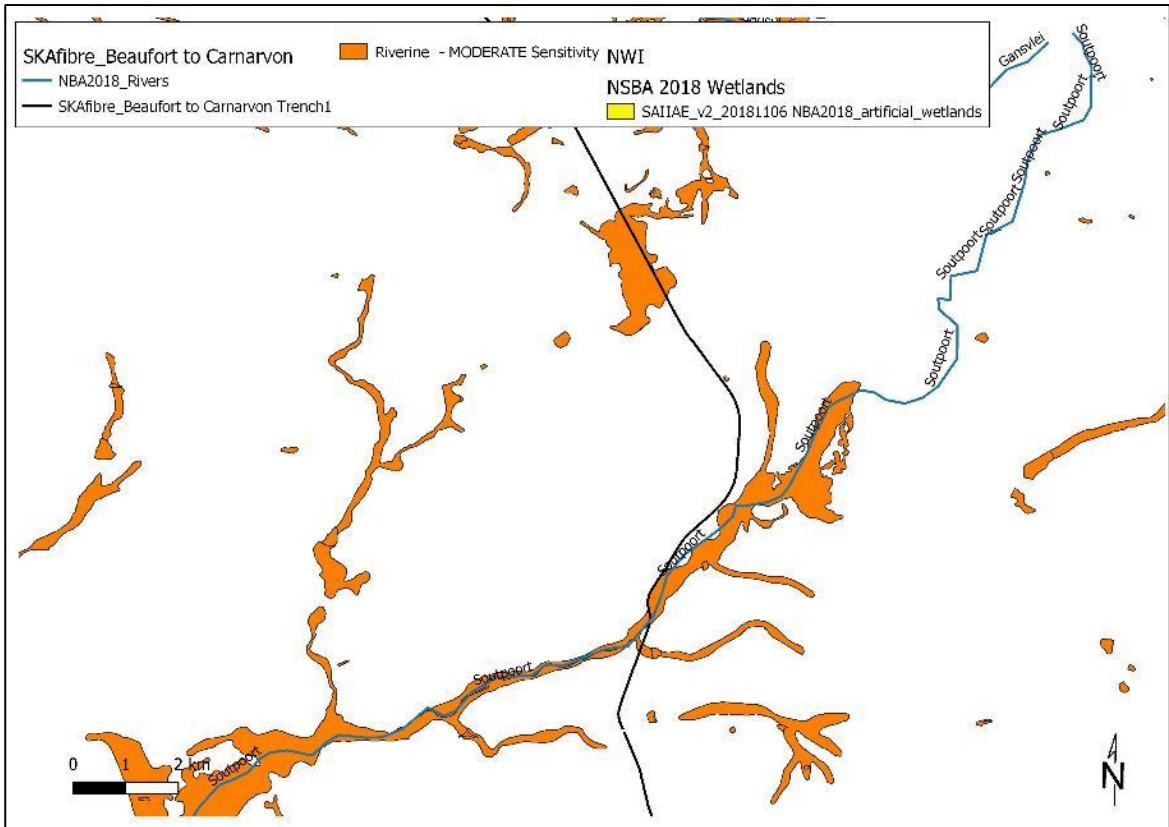 SKAfibre_Beaufort to Carnarvon
NBA2018_Rivers
SKAfibre_Beaufort to Carnarvon Trench1
Riverine - MODERATE Sensitivity
NWI
NSBA 2018 Wetlands
SAIIAE_v2_20181106 NBA2018_artificial_wetlands
Gansvlei
Soutpoort
Soutpoort
Soutpoort
Soutpoort
Soutpoort
Soutpoort
Soutpoort
Soutpoort
Soutpoort
Soutpoort
0 1 2 km
N